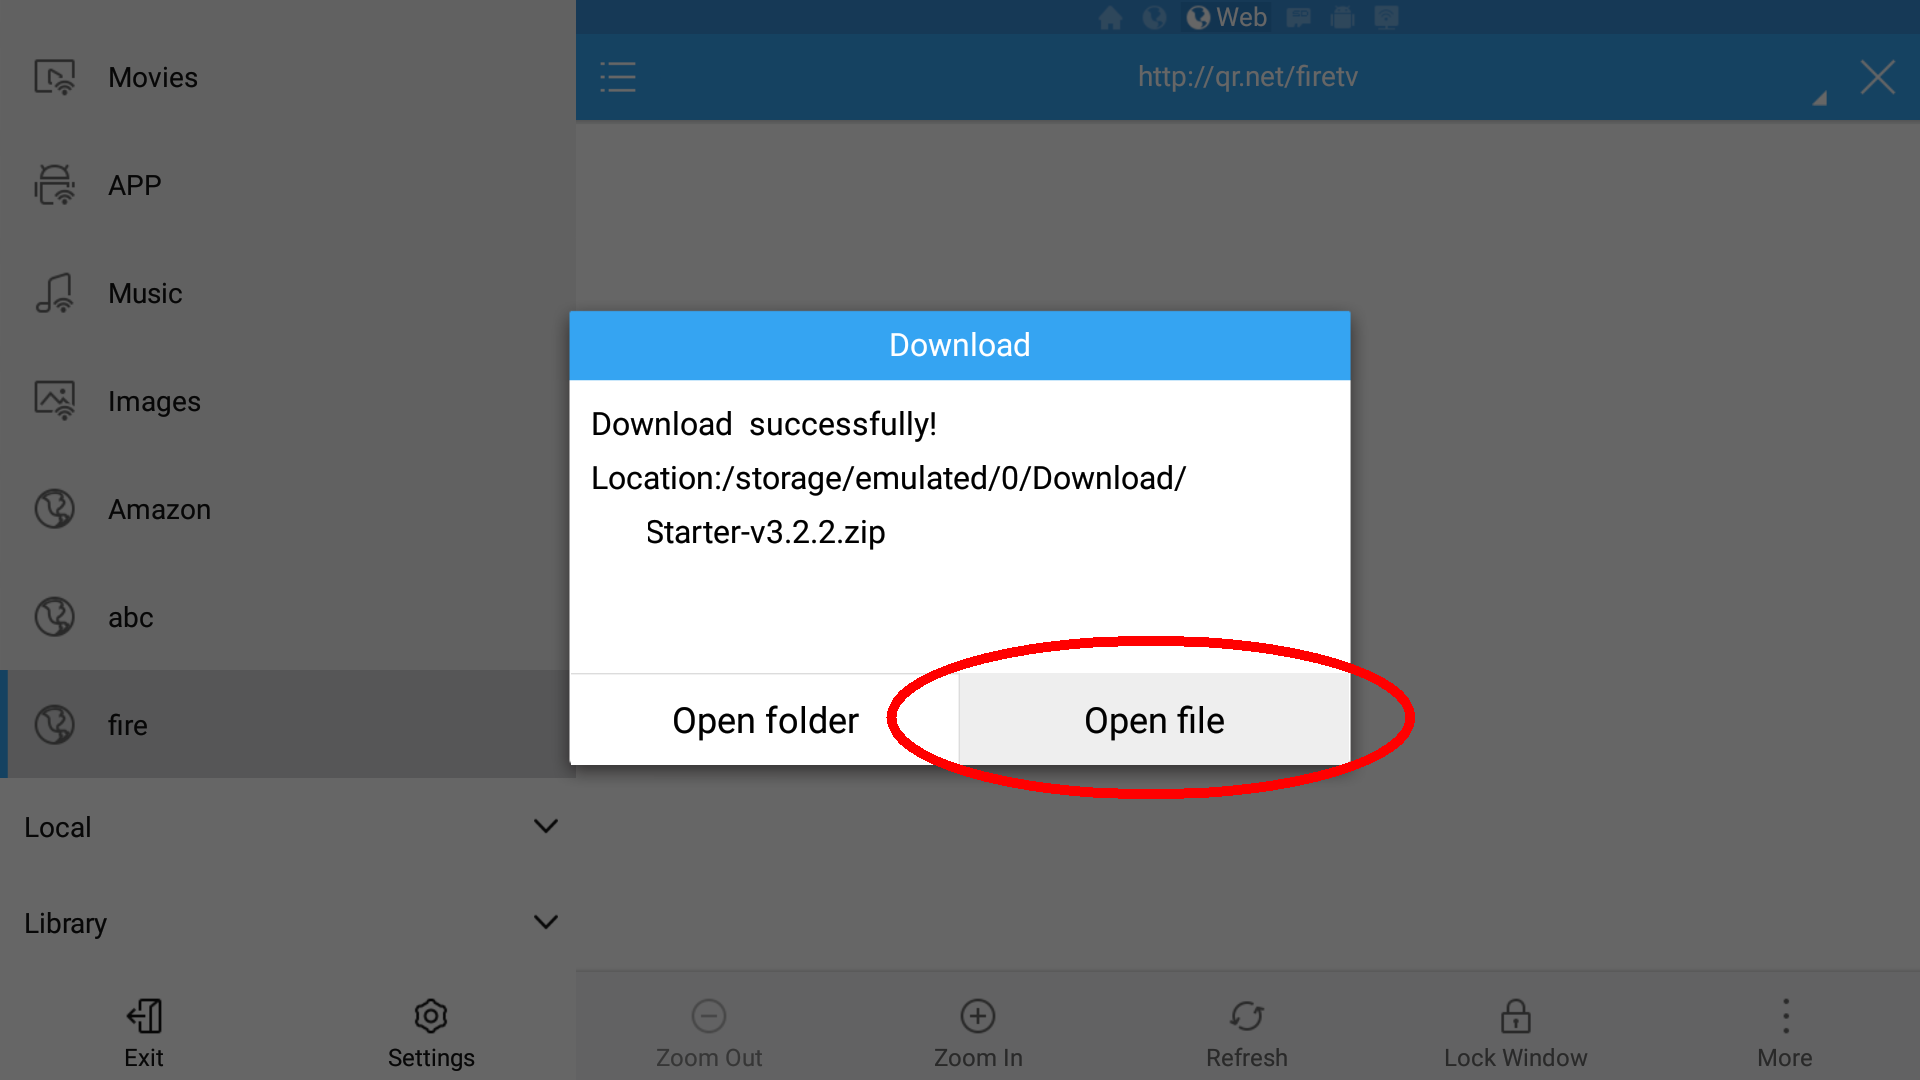 Movies
APP
Music
Images
Amazon
abc
fire
Local
Library
Exit
Settings
Web
http://qr.net/firetv
Download
Download  successfully!
Location:/storage/emulated/0/Download/
Starter-v3.2.2.zip
Open folder
Open file
Zoom Out
Zoom In
Refresh
Lock Window
More